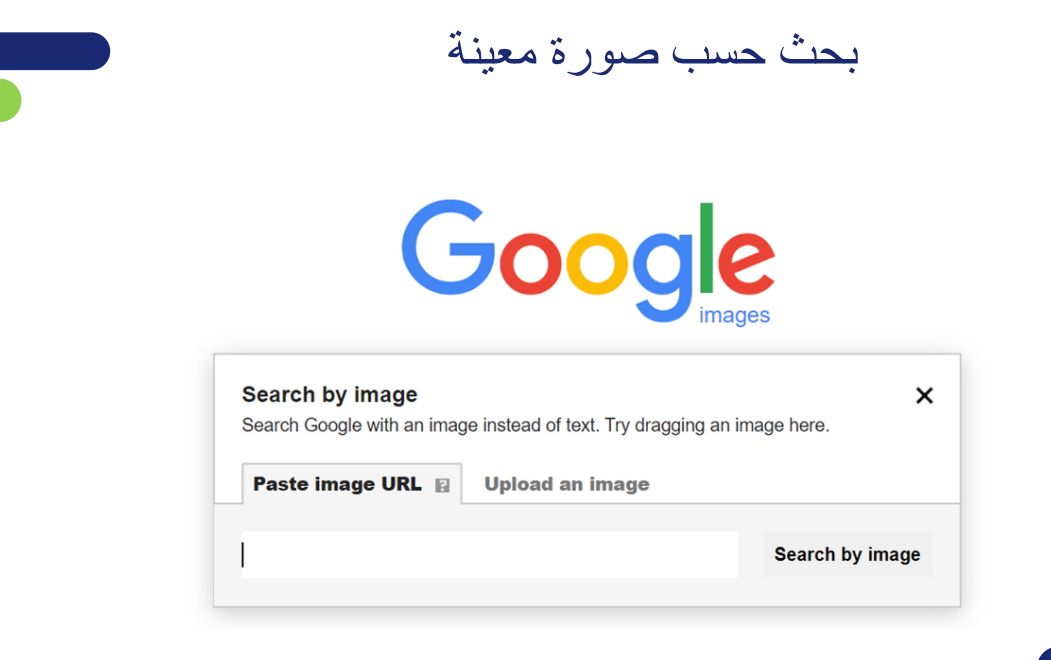 بحث حسب صورة معينة
Google
images
Search by image
Search Google with an image instead of text. Try dragging an image here.
Paste image URL ? Upload an image
Search by image